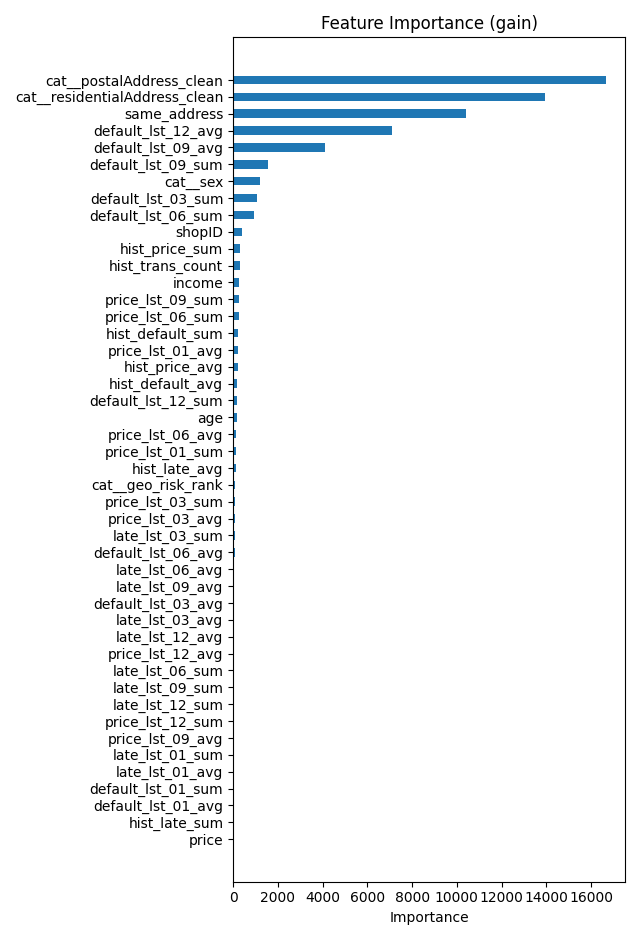 Feature Importance (gain)
cat__postalAddress_clean
cat__residentialAddress_clean
same_address
default_lst_12_avg
default_lst_09_avg
default_lst_09_sum
cat__sex
default_lst_03_sum
default_lst_06_sum
shopID
hist_price_sum
hist_trans_count
income
price_lst_09_sum
price_lst_06_sum
hist_default_sum
price_lst_01_avg
hist_price_avg
hist_default_avg
default_lst_12_sum
age
price_lst_06_avg
price_lst_01_sum
hist_late_avg
cat__geo_risk_rank
price_lst_03_sum
price_lst_03_avg
late_lst_03_sum
default_lst_06_avg
late_lst_06_avg
late_lst_09_avg
default_lst_03_avg
late_lst_03_avg
late_lst_12_avg
price_lst_12_avg
late_lst_06_sum
late_lst_09_sum
late_lst_12_sum
price_lst_12_sum
price_lst_09_avg
late_lst_01_sum
late_lst_01_avg
default_lst_01_sum
default_lst_01_avg
hist_late_sum
price
0 2000 4000 6000 8000 10000 12000 14000 16000
Importance